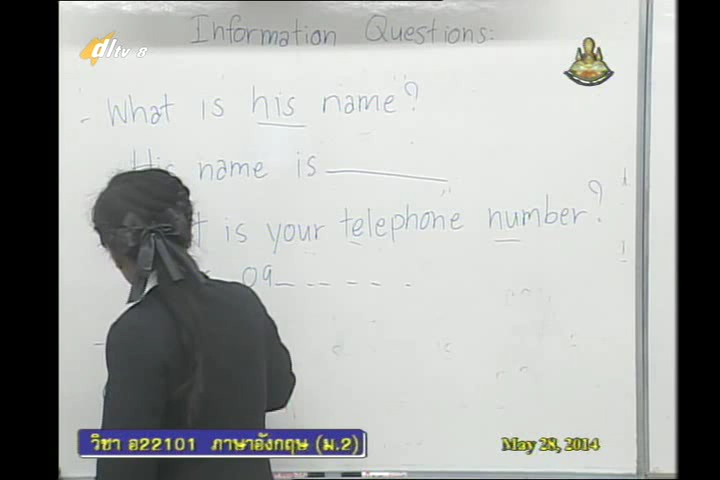 dltv 8
Information Questions:
- What is his name?
His name is
is your telephone number?
09
วิชา อ22101 ภาษาอังกฤษ (ม.2)
May 28, 2014